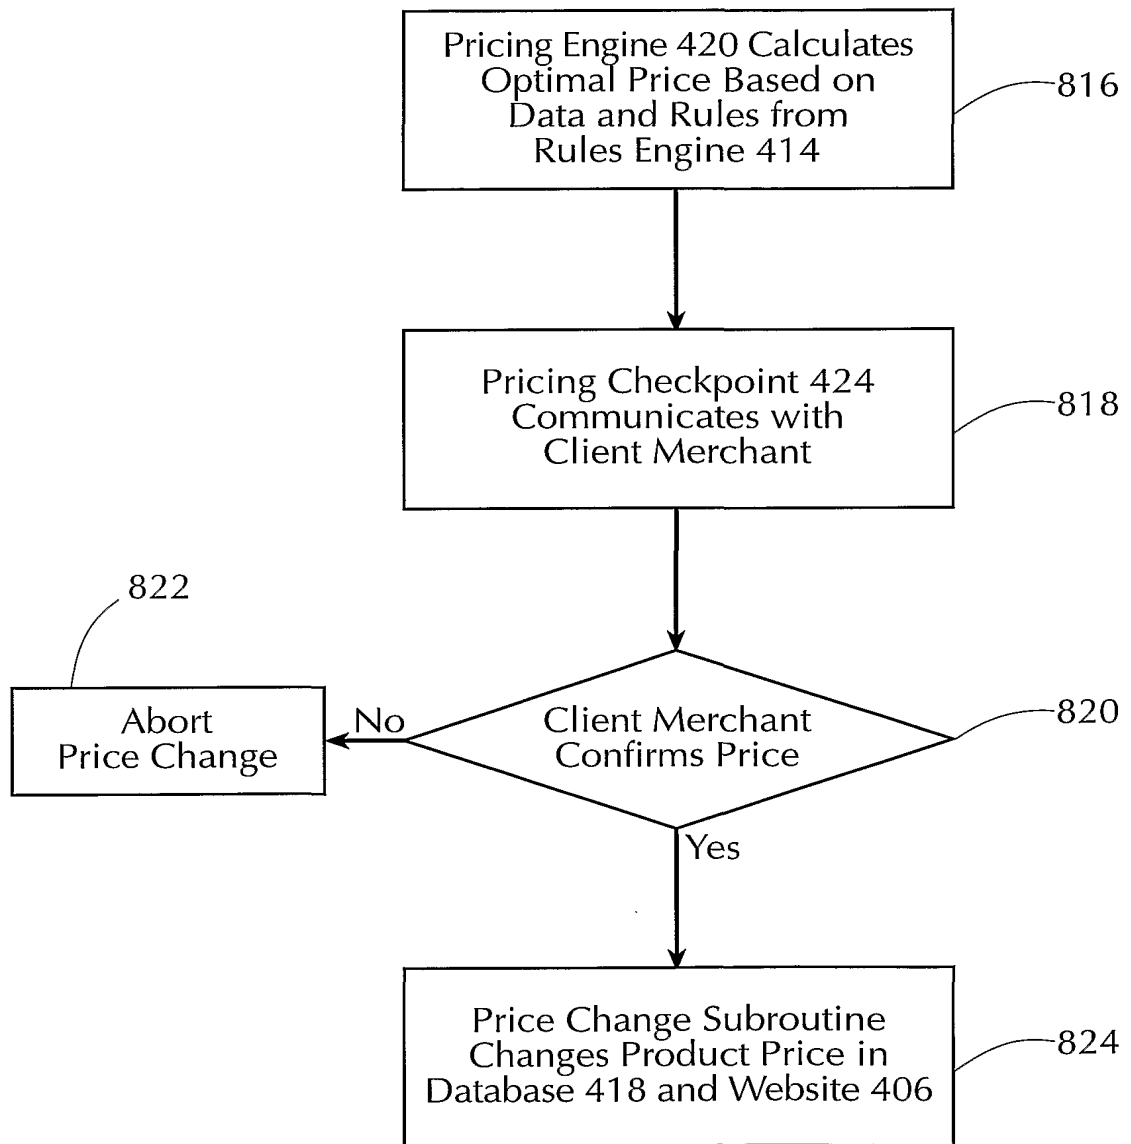 Pricing Engine 420 Calculates
Optimal Price Based on
Data and Rules from
Rules Engine 414
816
Pricing Checkpoint 424
Communicates with
Client Merchant
818
822
Abort
Price Change
No
Client Merchant
Confirms Price
820
Yes
Price Change Subroutine
Changes Product Price in
Database 418 and Website 406
824